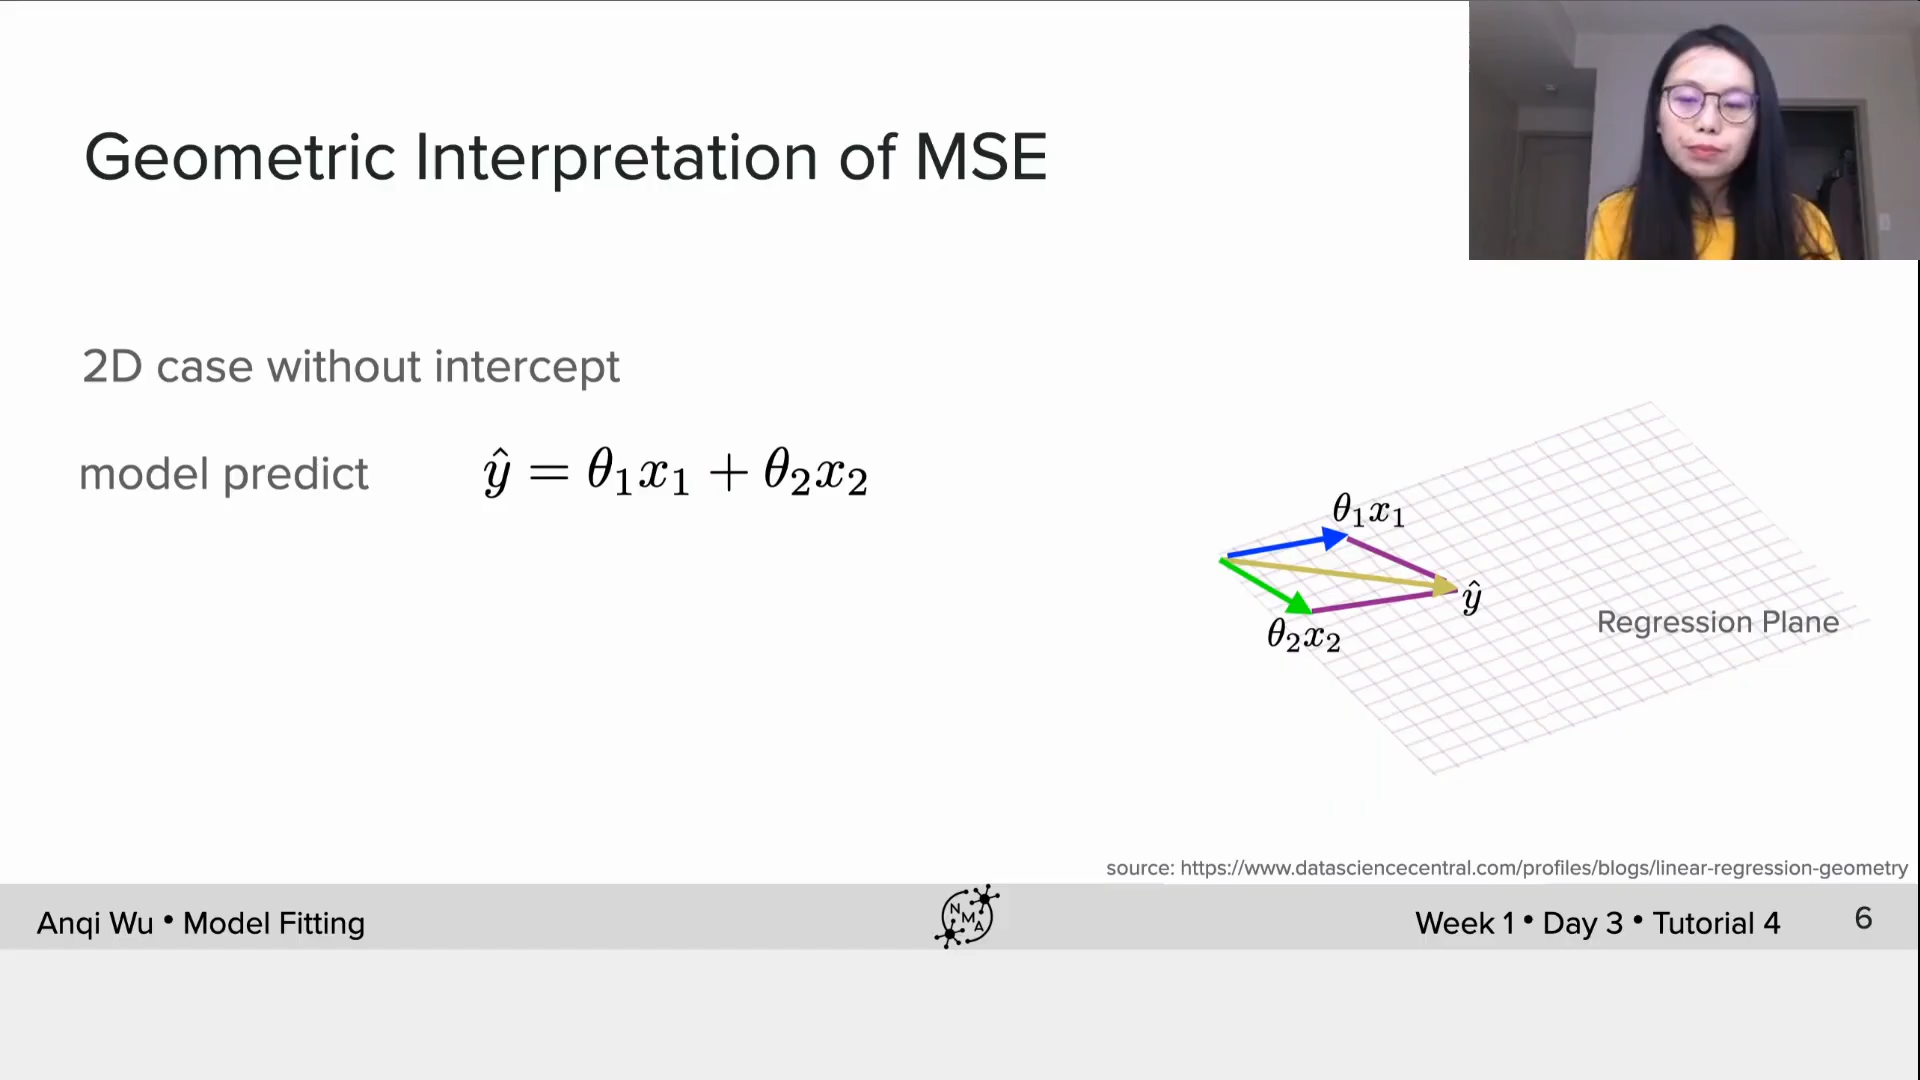 Geometric Interpretation of MSE
2D case without intercept
model predict ŷ = θ₁x₁ + θ₂x₂
θ₁x₁
ŷ
θ₂x₂
Regression Plane
source: https://www.datasciencecentral.com/profiles/blogs/linear-regression-geometry
Anqi Wu • Model Fitting
N
M
A
Week 1 • Day 3 • Tutorial 4
6